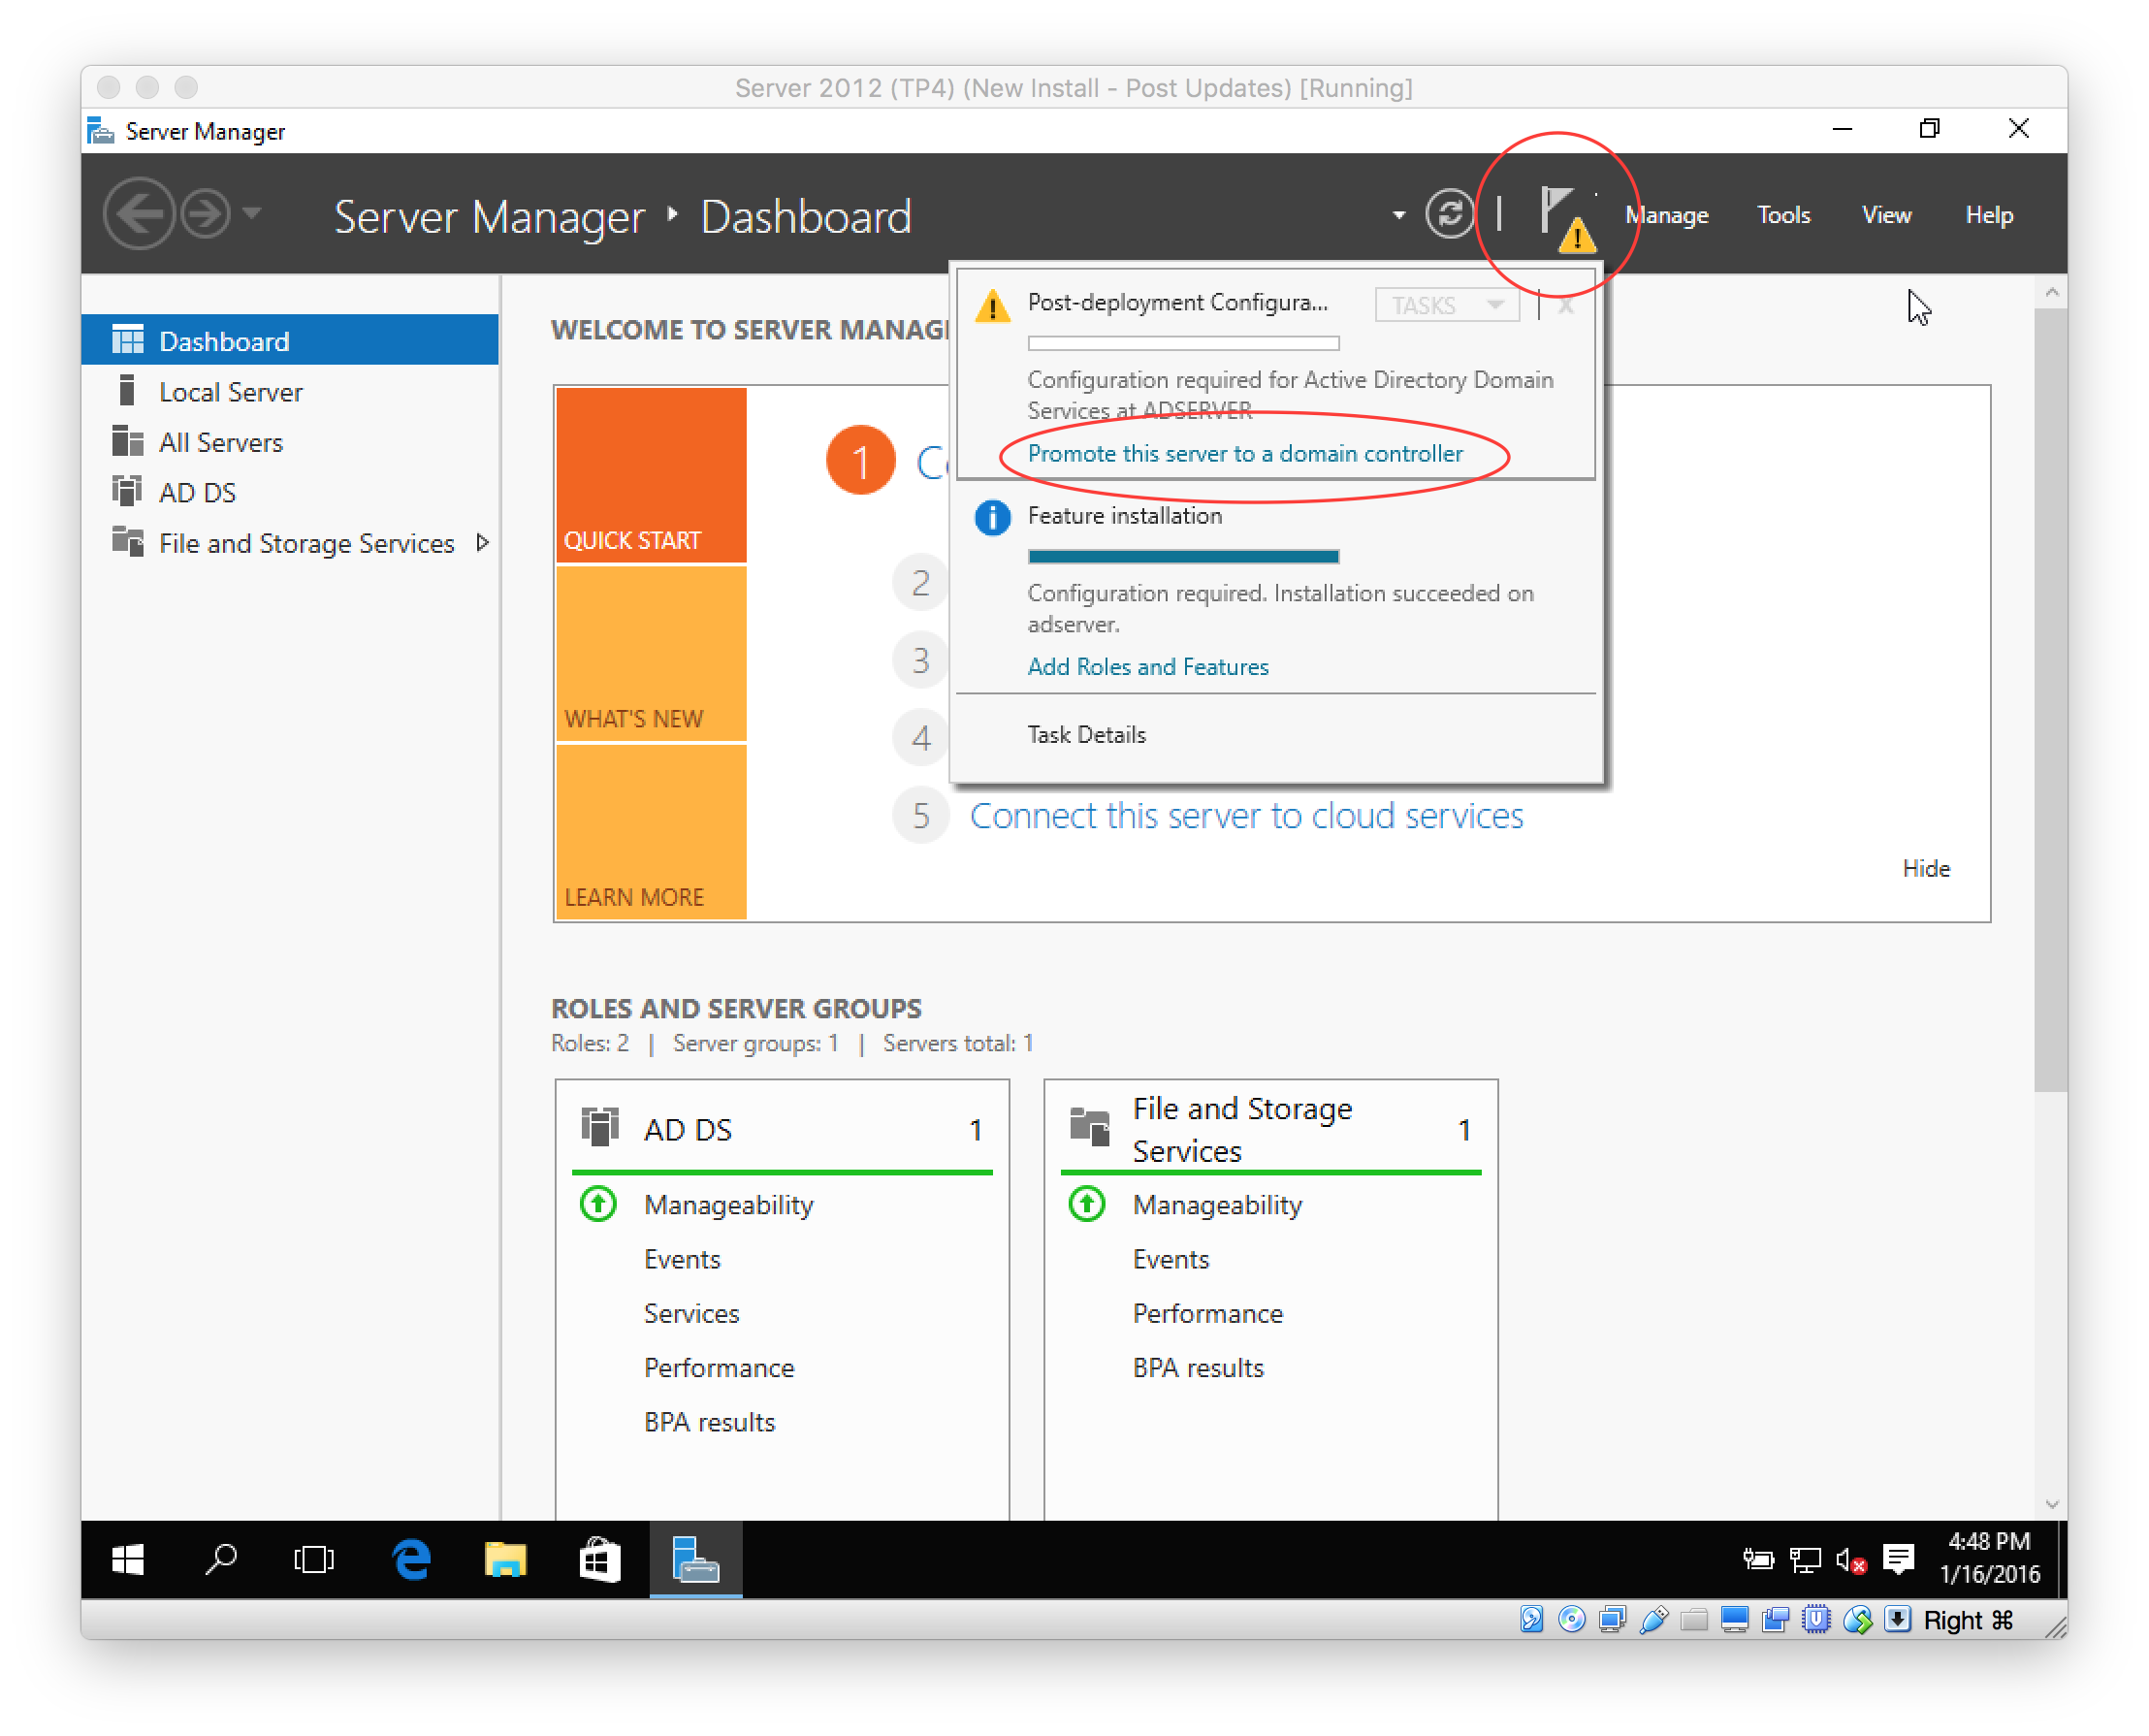 Server 2012 (TP4) (New Install - Post Updates) [Running]
Server Manager
Server Manager ‣ Dashboard
Manage
Tools
View
Help
Dashboard
Local Server
All Servers
AD DS
File and Storage Services
WELCOME TO SERVER MANAG
QUICK START
WHAT'S NEW
LEARN MORE
1
2
3
4
5 Connect this server to cloud services
Hide
Post-deployment Configura...
TASKS
X
Configuration required for Active Directory Domain
Services at ADSERVER
Promote this server to a domain controller
Feature installation
Configuration required. Installation succeeded on
adserver.
Add Roles and Features
Task Details
ROLES AND SERVER GROUPS
Roles: 2 | Server groups: 1 | Servers total: 1
AD DS 1
Manageability
Events
Services
Performance
BPA results
File and Storage
Services
1
Manageability
Events
Performance
BPA results
4:48 PM
1/16/2016
Right ⌘